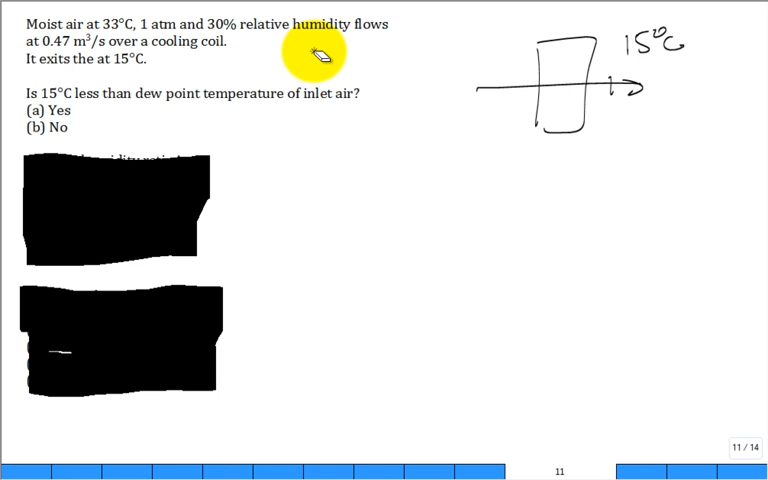 Moist air at 33°C, 1 atm and 30% relative humidity flows
at 0.47 m³/s over a cooling coil.
It exits the at 15°C.
15°C
Is 15°C less than dew point temperature of inlet air?
(a) Yes
(b) No
11 / 14
11